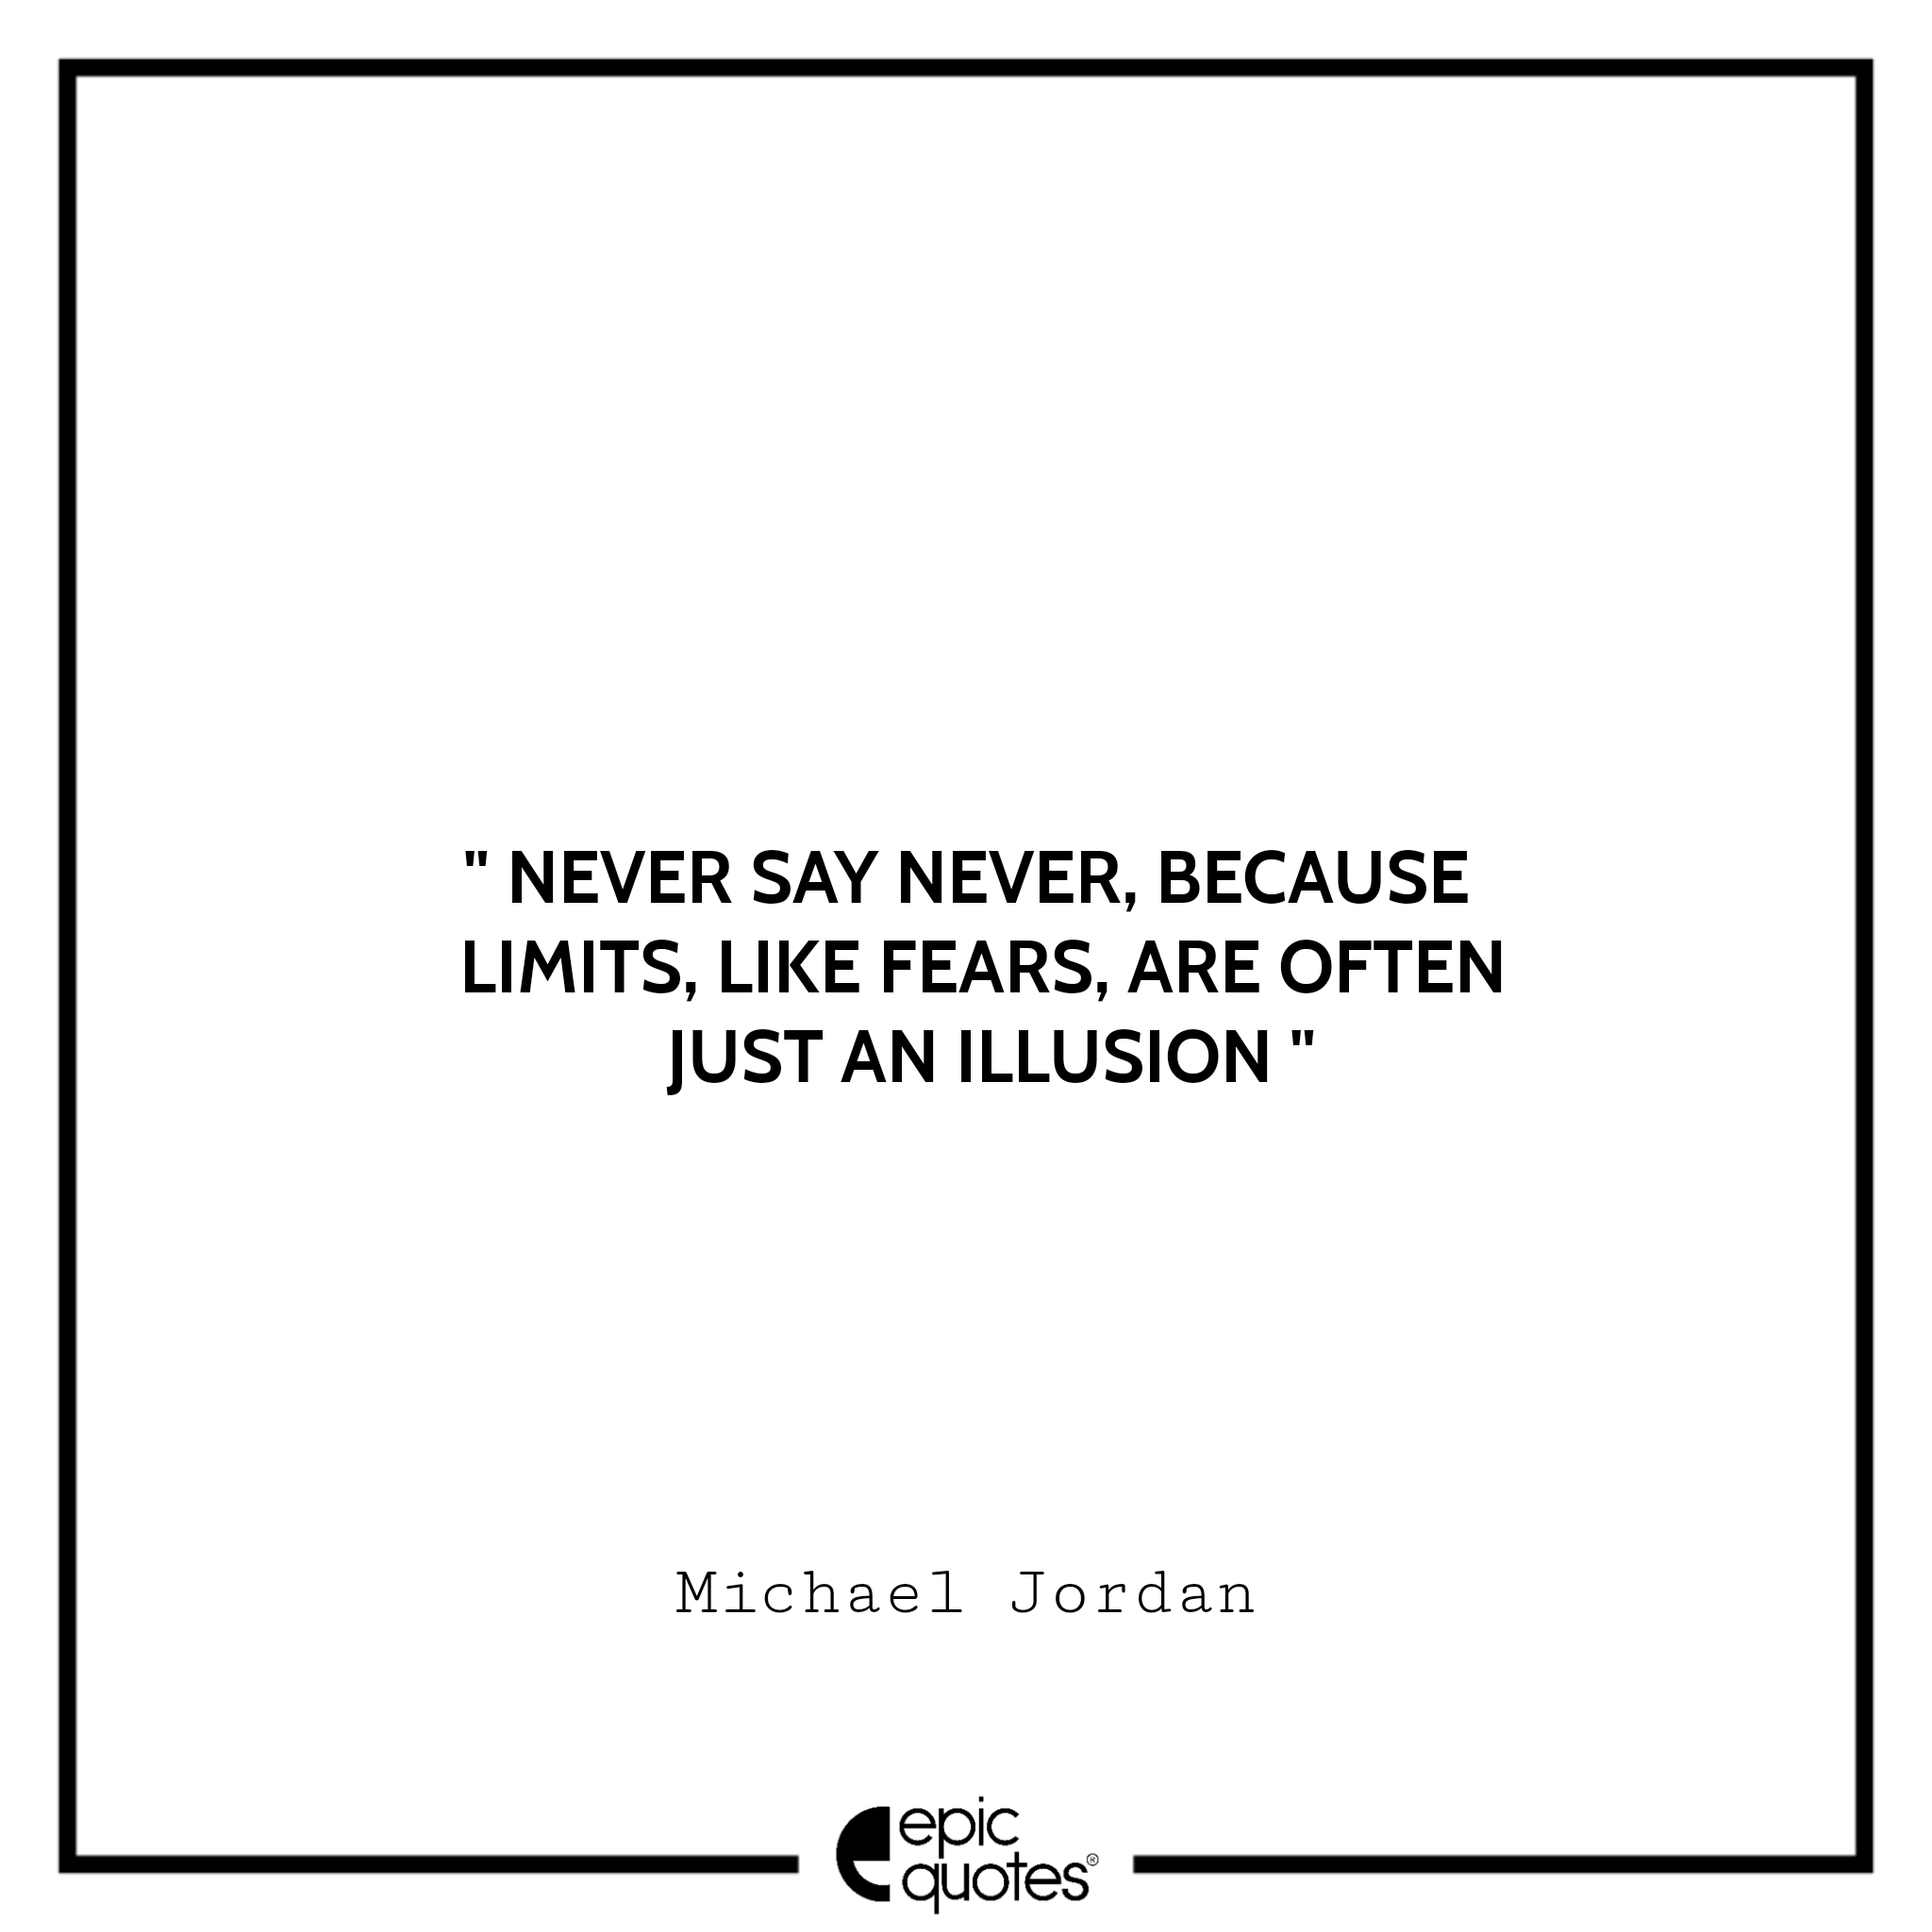 " NEVER SAY NEVER, BECAUSE
LIMITS, LIKE FEARS, ARE OFTEN
JUST AN ILLUSION "
Michael Jordan
epic
quotes®